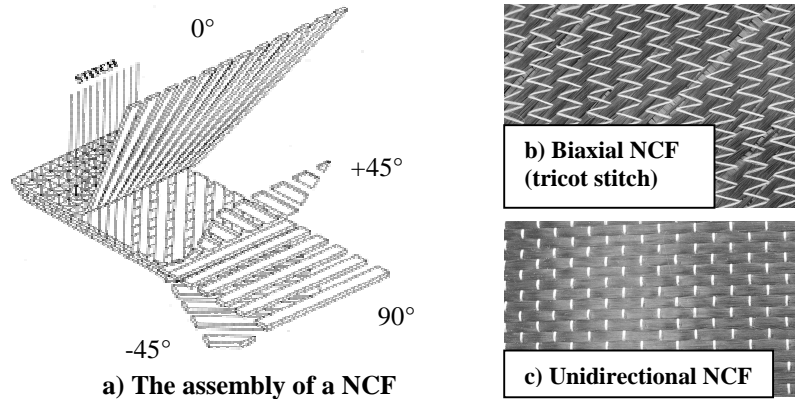 0°
STITCH
+45°
90°
-45°
a) The assembly of a NCF
b) Biaxial NCF
(tricot stitch)
c) Unidirectional NCF